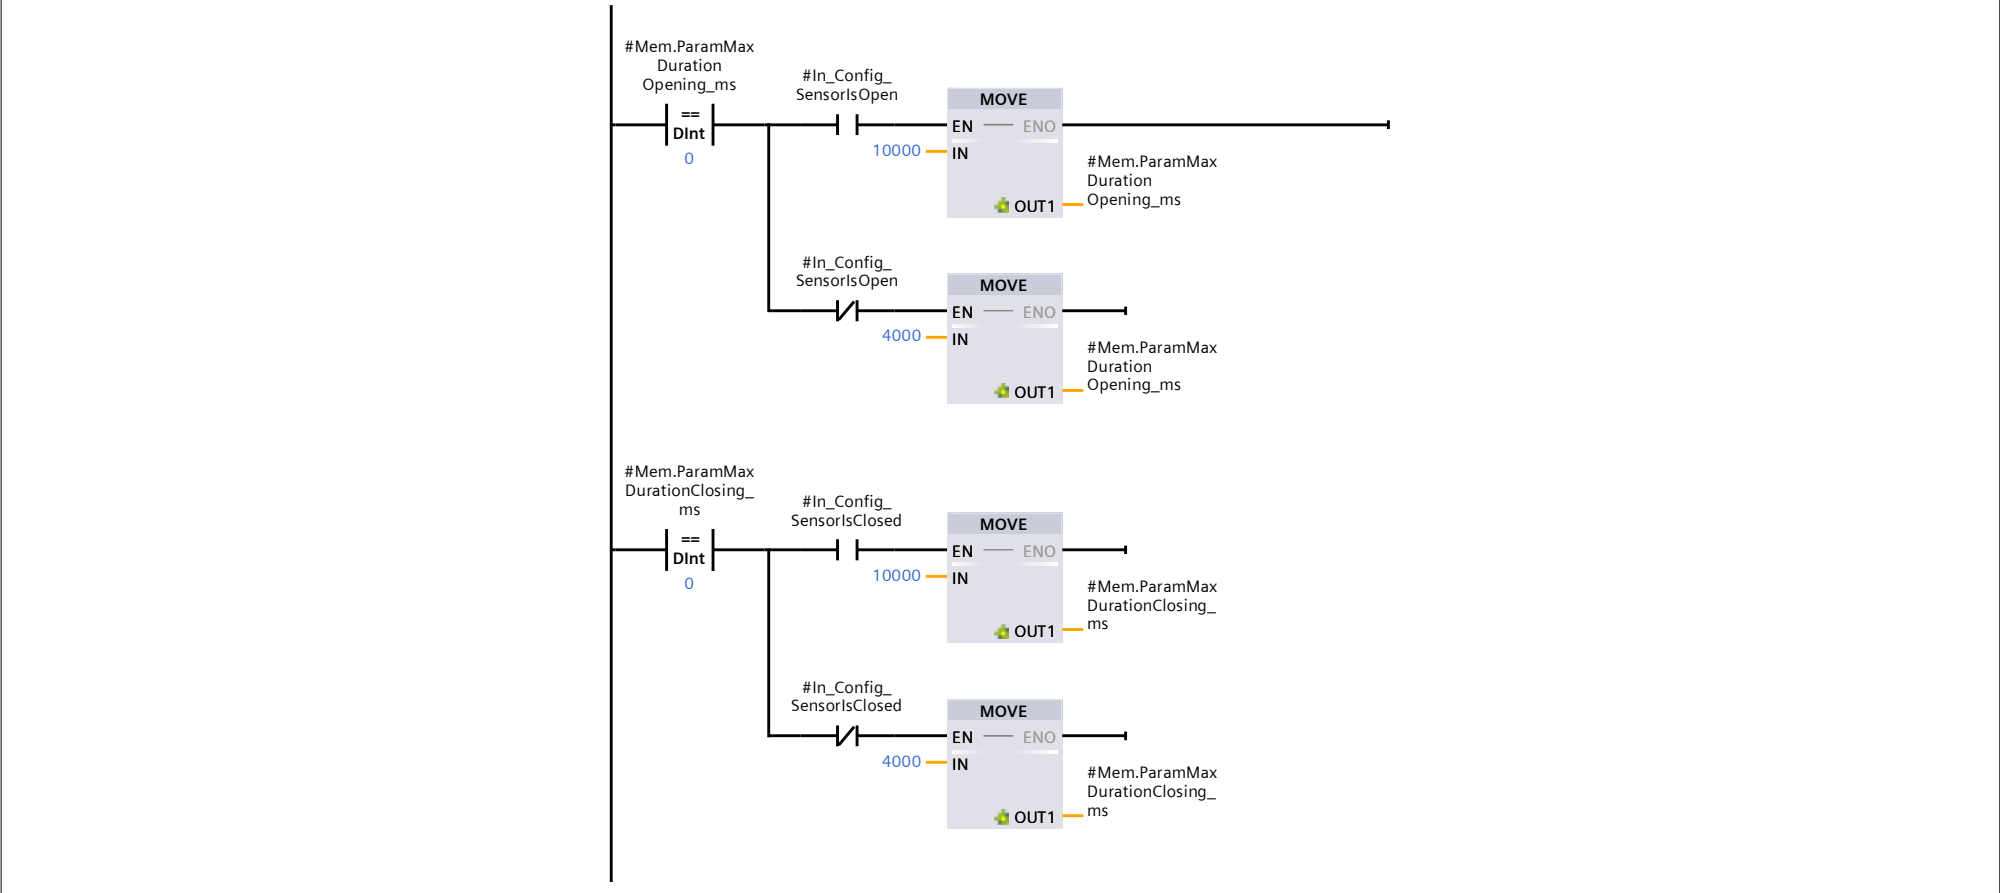 #Mem.ParamMax
Duration
Opening_ms
==
DInt
0
#In_Config_
SensorIsOpen
MOVE
EN
ENO
10000
IN
OUT1
#Mem.ParamMax
Duration
Opening_ms
#In_Config_
SensorIsOpen
MOVE
EN
ENO
4000
IN
OUT1
#Mem.ParamMax
Duration
Opening_ms
#Mem.ParamMax
DurationClosing_
ms
==
DInt
0
#In_Config_
SensorIsClosed
MOVE
EN
ENO
10000
IN
OUT1
#Mem.ParamMax
DurationClosing_
ms
#In_Config_
SensorIsClosed
MOVE
EN
ENO
4000
IN
OUT1
#Mem.ParamMax
DurationClosing_
ms